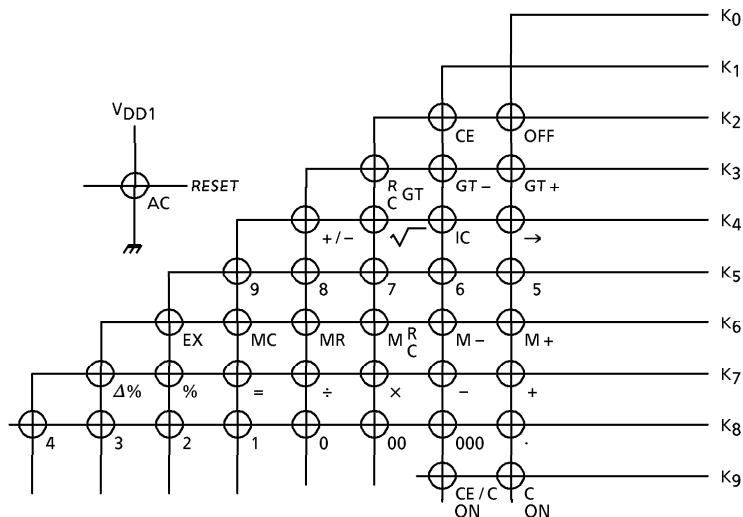 K0
K1
VDD1
CE OFF K2
AC RESET
R C GT GT− GT+ K3
+/− √ IC → K4
9 8 7 6 5 K5
EX MC MR M R C M− M+ K6
Δ% % = ÷ × − + K7
4 3 2 1 0 00 000 . K8
CE/C ON C ON K9